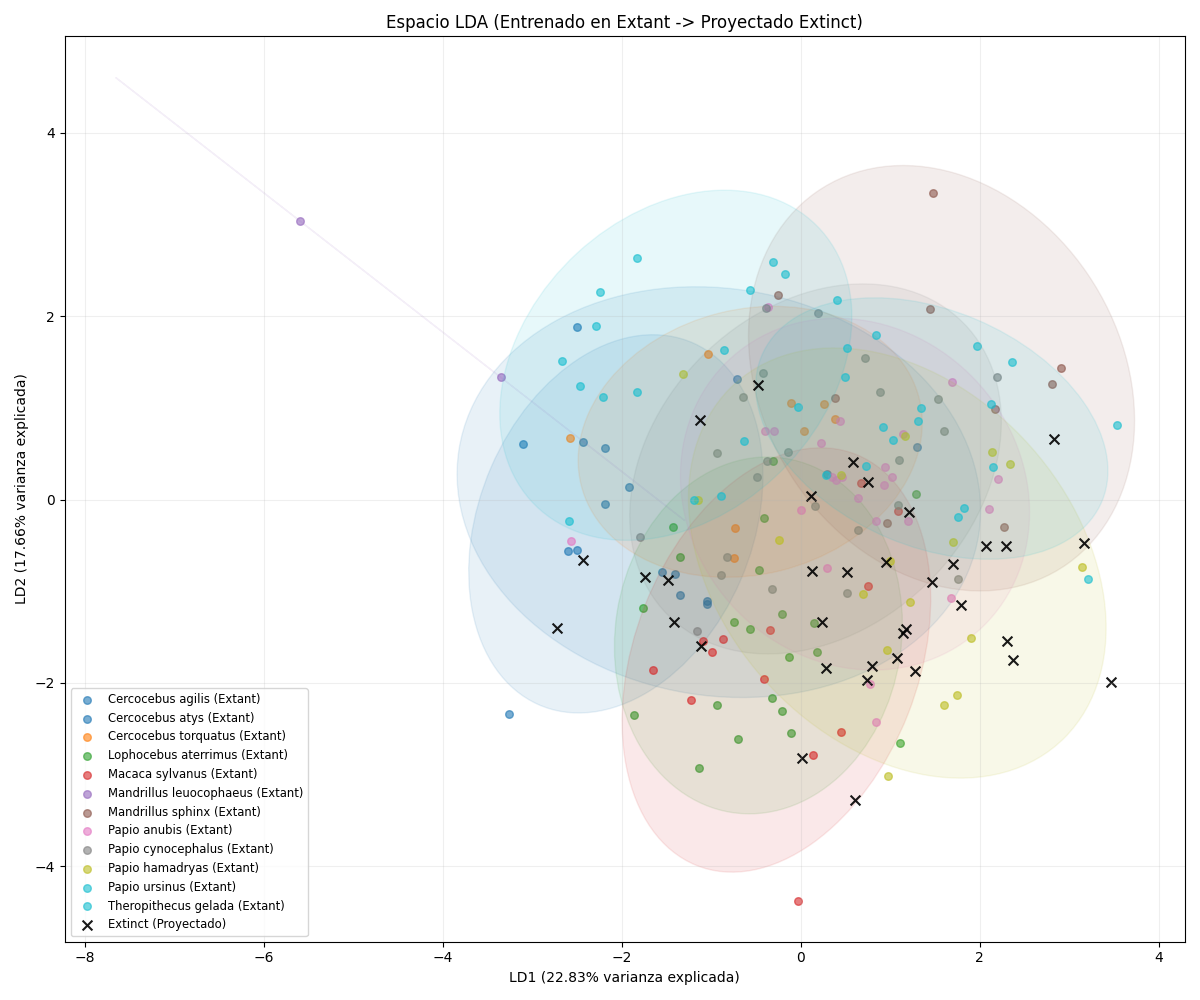 Espacio LDA (Entrenado en Extant -> Proyectado Extinct)
4
2
0
−2
−4
LD2 (17.66% varianza explicada)
Cercocebus agilis (Extant)
Cercocebus atys (Extant)
Cercocebus torquatus (Extant)
Lophocebus aterrimus (Extant)
Macaca sylvanus (Extant)
Mandrillus leucophaeus (Extant)
Mandrillus sphinx (Extant)
Papio anubis (Extant)
Papio cynocephalus (Extant)
Papio hamadryas (Extant)
Papio ursinus (Extant)
Theropithecus gelada (Extant)
Extinct (Proyectado)
−8 −6 −4 −2 0 2 4
LD1 (22.83% varianza explicada)